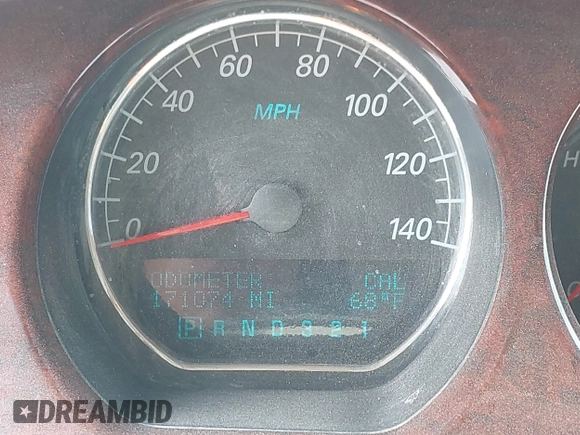 60 80
40 100
MPH
20 120
0 140
H
ODOMETER CAL
171074 MI 68°F
P R N D 3 2 1
DREAMBID